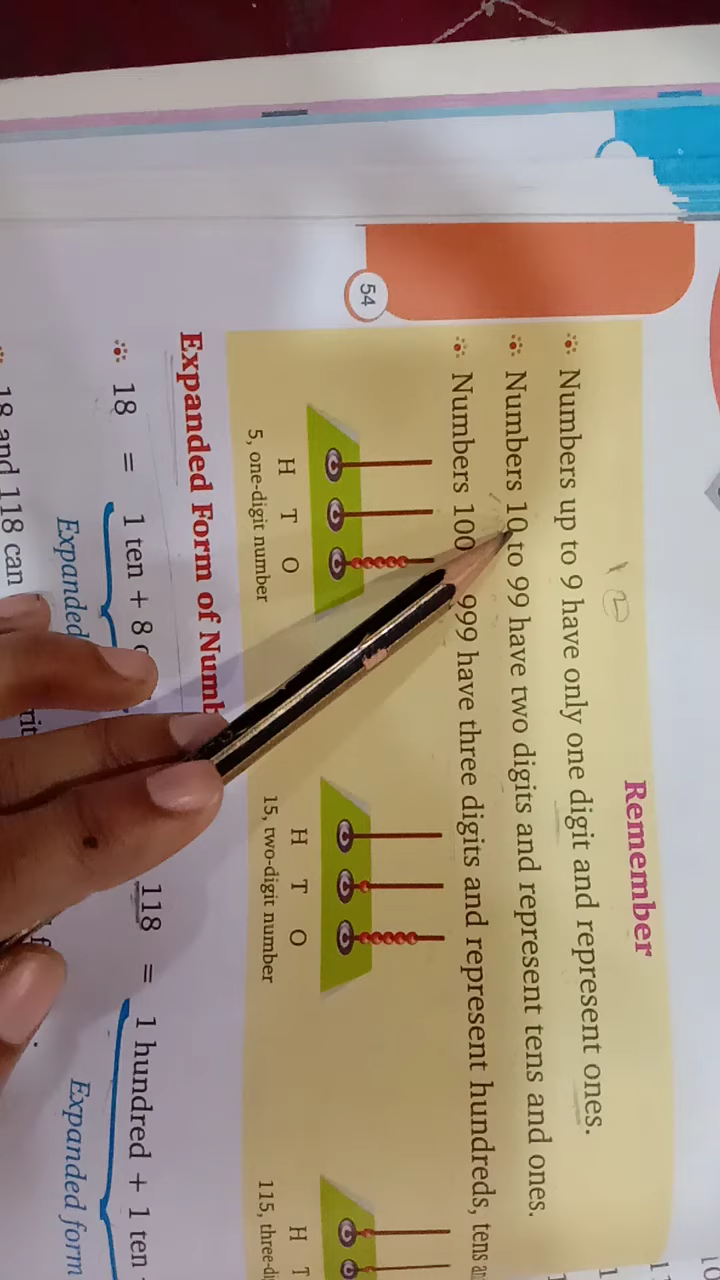 Remember
Numbers up to 9 have only one digit and represent ones.
Numbers 10 to 99 have two digits and represent tens and ones.
Numbers 100 999 have three digits and represent hundreds, tens
H T O
5, one-digit number
H T O
15, two-digit number
H T
115,
54
Expanded Form of
18 = 1 ten + 8
Expanded
118 = 1 hundred + 1 ten
Expanded form
18 and 118 can